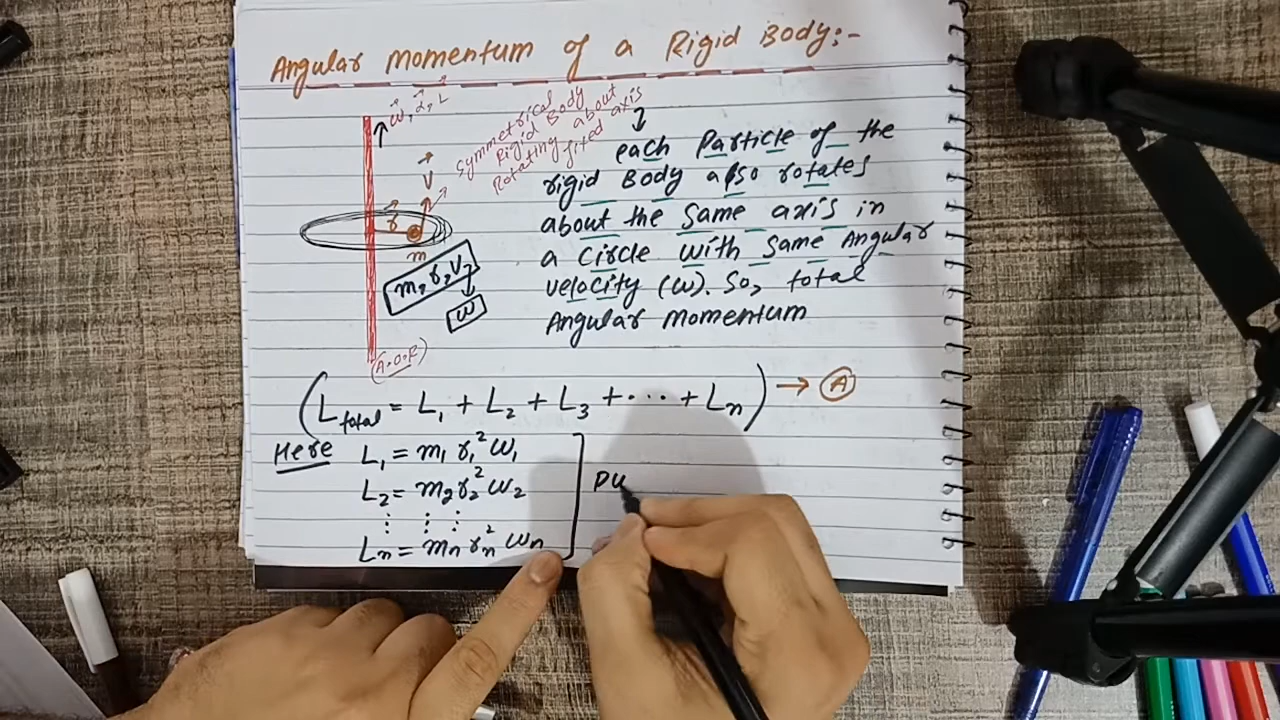 Angular Momentum of a Rigid Body:-
ω, α, L
Symmetrical
Rigid Body
Rotating about
fixed axis
V
r
m
m, r, v,
ω
(A.O.R)
each Particle of the
rigid Body also rotates
about the same axis in
a circle with same Angular
velocity (ω). So, total
Angular momentum
(L total = L₁ + L₂ + L₃ + ... + Lₙ) → A
Here L₁ = m₁ r₁² ω₁
L₂ = m₂ r₂² ω₂
⋮ ⋮ ⋮
Lₙ = mₙ rₙ² ωₙ
pu